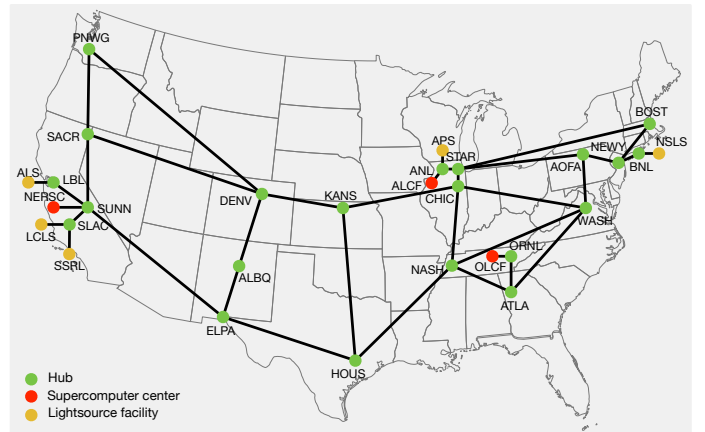 PNWG
BOST
SACR
APS
NEWY
NSLS
STAR
AOFA
BNL
ALS
LBL
ANL
ALCF
CHIC
NERSC
SUNN
DENV
KANS
WASH
LCLS
SLAC
SSRL
ORNL
NASH
OLCF
ALBQ
ATLA
ELPA
HOUS
Hub
Supercomputer center
Lightsource facility